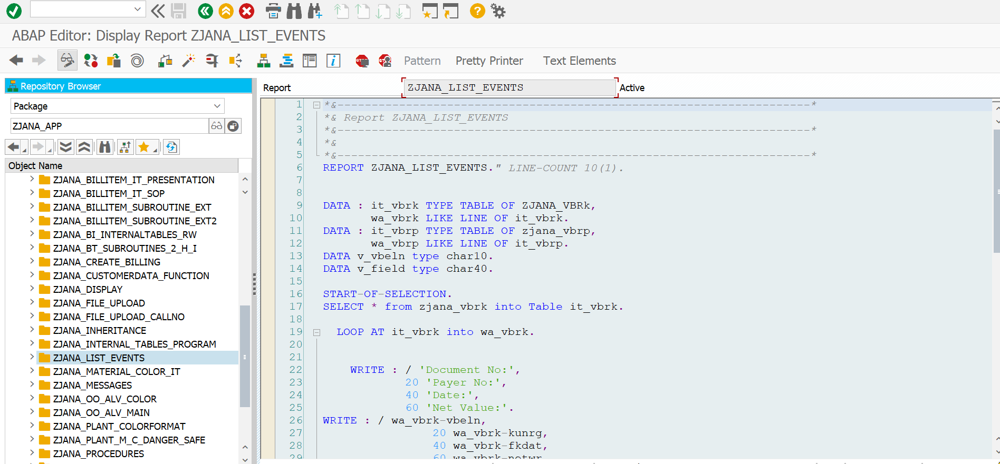 ABAP Editor: Display Report ZJANA_LIST_EVENTS
Pattern Pretty Printer Text Elements
Repository Browser
Package
ZJANA_APP
Object Name
ZJANA_BILLITEM_IT_PRESENTATION
ZJANA_BILLITEM_IT_SOP
ZJANA_BILLITEM_SUBROUTINE_EXT
ZJANA_BILLITEM_SUBROUTINE_EXT2
ZJANA_BI_INTERNALTABLES_RW
ZJANA_BT_SUBROUTINES_2_H_I
ZJANA_CREATE_BILLING
ZJANA_CUSTOMERDATA_FUNCTION
ZJANA_DISPLAY
ZJANA_FILE_UPLOAD
ZJANA_FILE_UPLOAD_CALLNO
ZJANA_INHERITANCE
ZJANA_INTERNAL_TABLES_PROGRAM
ZJANA_LIST_EVENTS
ZJANA_MATERIAL_COLOR_IT
ZJANA_MESSAGES
ZJANA_OO_ALV_COLOR
ZJANA_OO_ALV_MAIN
ZJANA_PLANT_COLORFORMAT
ZJANA_PLANT_M_C_DANGER_SAFE
ZJANA_PROCEDURES
Report ZJANA_LIST_EVENTS Active
1 *&---------------------------------------------------------------------*
2 *& Report ZJANA_LIST_EVENTS
3 *&---------------------------------------------------------------------*
4 *&
5 *&---------------------------------------------------------------------*
6 REPORT ZJANA_LIST_EVENTS." LINE-COUNT 10(1).
7
8
9 DATA : it_vbrk TYPE TABLE OF ZJANA_VBRk,
10 wa_vbrk LIKE LINE OF it_vbrk.
11 DATA : it_vbrp TYPE TABLE OF zjana_vbrp,
12 wa_vbrp LIKE LINE OF it_vbrp.
13 DATA v_vbeln type char10.
14 DATA v_field type char40.
15
16 START-OF-SELECTION.
17 SELECT * from zjana_vbrk into Table it_vbrk.
18
19 LOOP AT it_vbrk into wa_vbrk.
20
21
22 WRITE : / 'Document No:',
23 20 'Payer No:',
24 40 'Date:',
25 60 'Net Value:'.
26 WRITE : / wa_vbrk-vbeln,
27 20 wa_vbrk-kunrg,
28 40 wa_vbrk-fkdat,
29 60 wa_vbrk-netwr